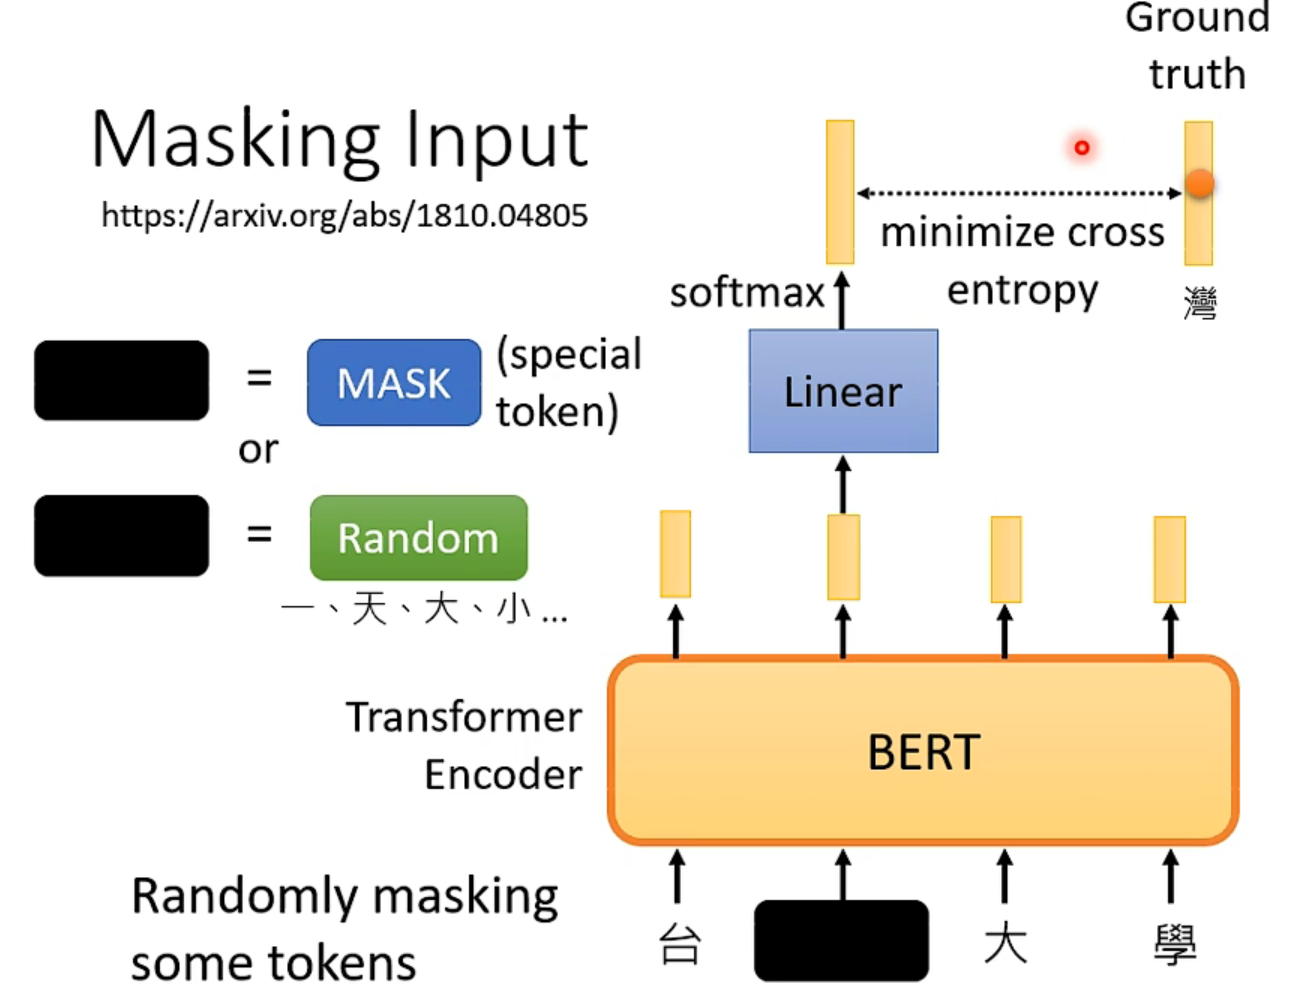 Masking Input
https://arxiv.org/abs/1810.04805
Ground
truth
minimize cross
entropy
灣
softmax
Linear
=
MASK
(special
token)
or
=
Random
一、天、大、小 ...
Transformer
Encoder
BERT
Randomly masking
some tokens
台 大 學